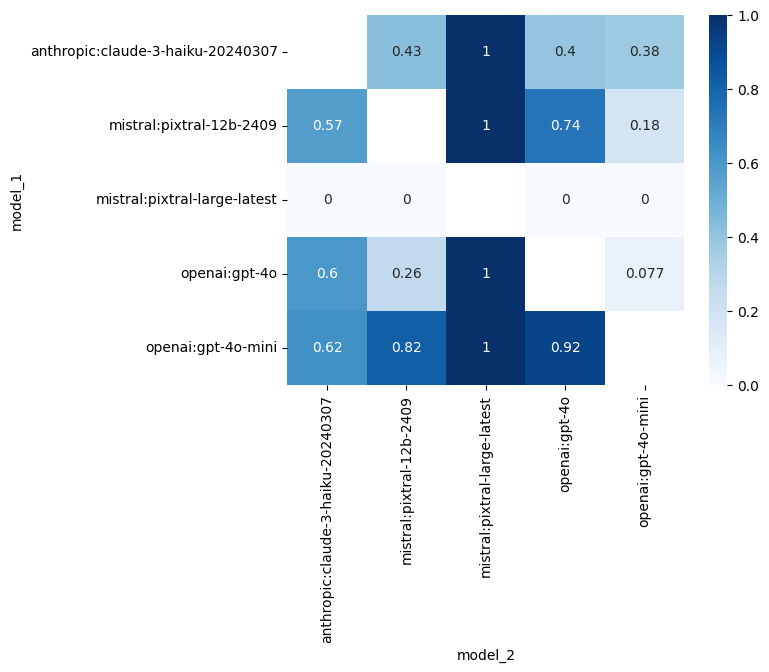 anthropic:claude-3-haiku-20240307
0.43
1
0.4
0.38
mistral:pixtral-12b-2409
0.57
1
0.74
0.18
mistral:pixtral-large-latest
0
0
0
0
openai:gpt-4o
0.6
0.26
1
0.077
openai:gpt-4o-mini
0.62
0.82
1
0.92
model_1
anthropic:claude-3-haiku-20240307
mistral:pixtral-12b-2409
mistral:pixtral-large-latest
openai:gpt-4o
openai:gpt-4o-mini
model_2
1.0
0.8
0.6
0.4
0.2
0.0